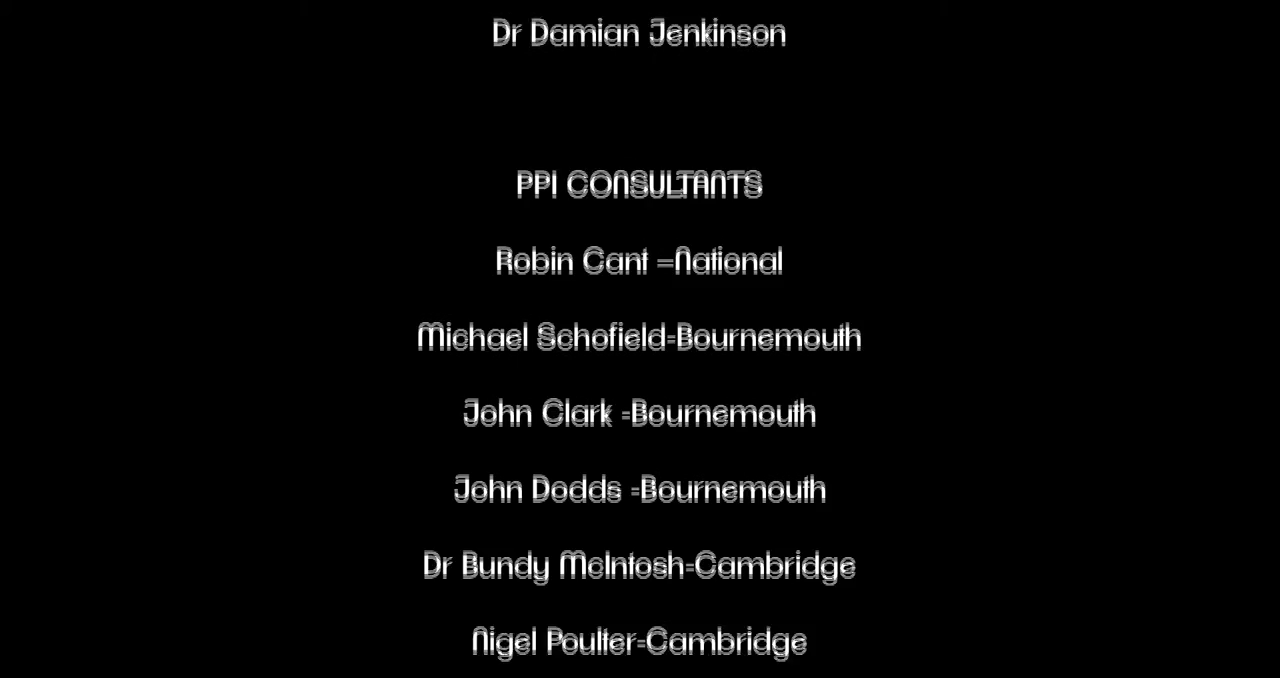 Dr Damian Jenkinson
PPI CONSULTANTS
Robin Cant -National
Michael Schofield-Bournemouth
John Clark -Bournemouth
John Dodds -Bournemouth
Dr Bundy McIntosh-Cambridge
Nigel Poulter-Cambridge